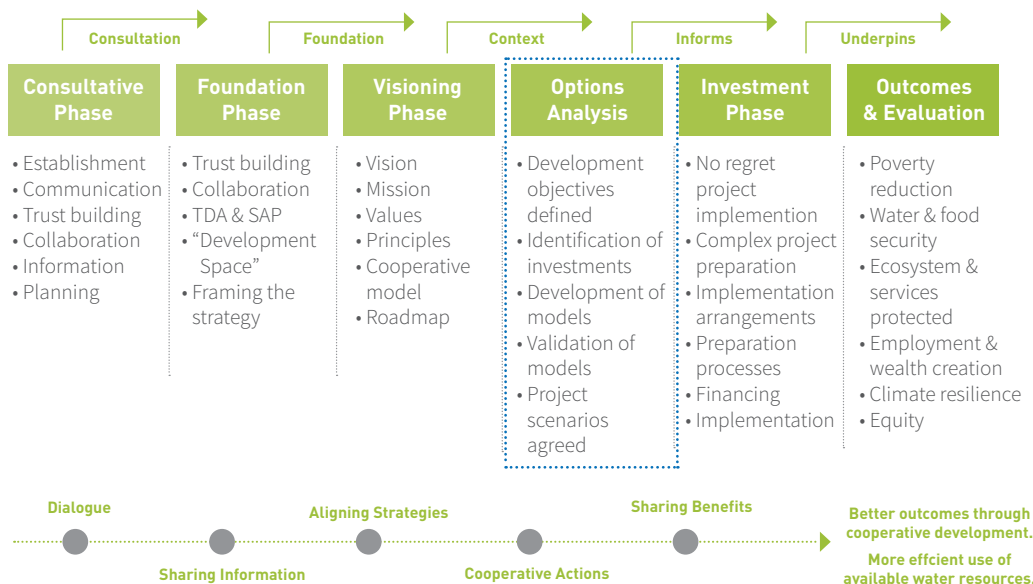 Consultation
Foundation
Context
Informs
Underpins
Consultative
Phase
• Establishment
• Communication
• Trust building
• Collaboration
• Information
• Planning
Foundation
Phase
• Trust building
• Collaboration
• TDA & SAP
• “Development
Space”
• Framing the
strategy
Visioning
Phase
• Vision
• Mission
• Values
• Principles
• Cooperative
model
• Roadmap
Options
Analysis
• Development
objectives
defined
• Identification of
investments
• Development of
models
• Validation of
models
• Project
scenarios
agreed
Investment
Phase
• No regret
project
implemention
• Complex project
preparation
• Implementation
arrangements
• Preparation
processes
• Financing
• Implementation
Outcomes
& Evaluation
• Poverty
reduction
• Water & food
security
• Ecosystem &
services
protected
• Employment &
wealth creation
• Climate resilience
• Equity
Dialogue
Sharing Information
Aligning Strategies
Cooperative Actions
Sharing Benefits
Better outcomes through
cooperative development.
More effcient use of
available water resources.